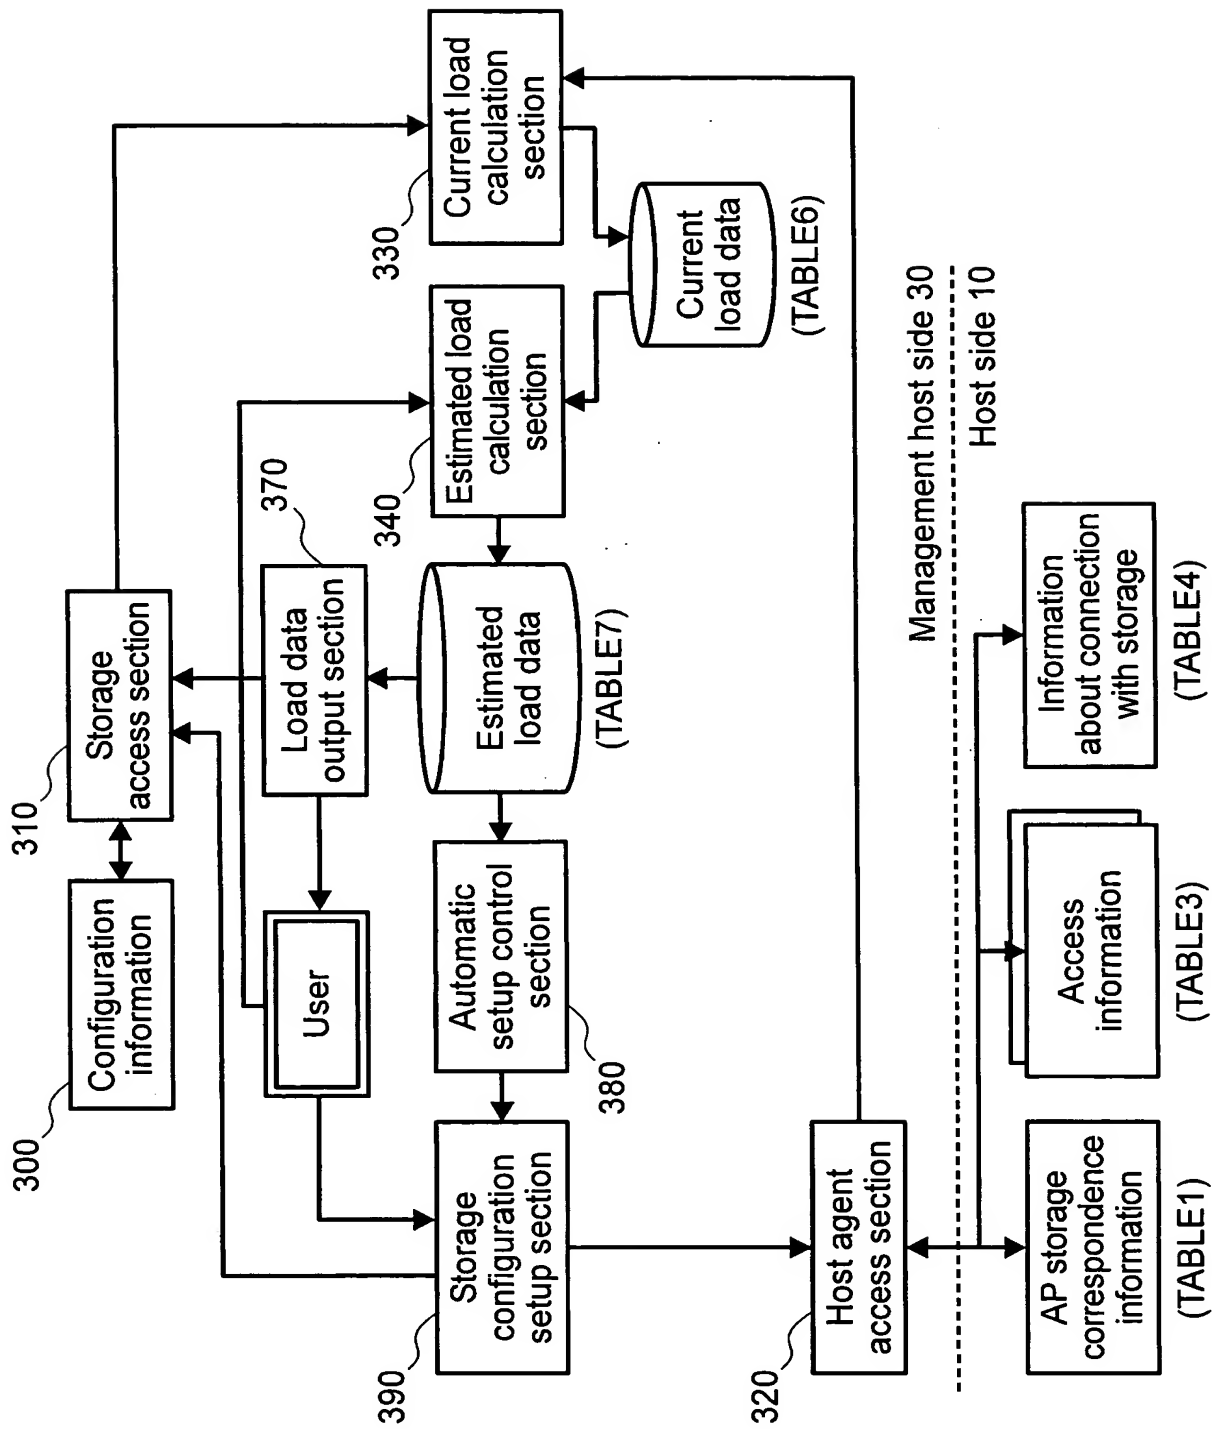 300
Configuration
information
310
Storage
access section
User
Load data
output section
370
390
Storage
configuration
setup section
Automatic
setup control
section
380
Estimated
load data
(TABLE7)
340
Estimated load
calculation
section
330
Current load
calculation
section
Current
load data
(TABLE6)
320
Host agent
access section
Management host side 30
Host side 10
AP storage
correspondence
information
(TABLE1)
Access
information
(TABLE3)
Information
about connection
with storage
(TABLE4)